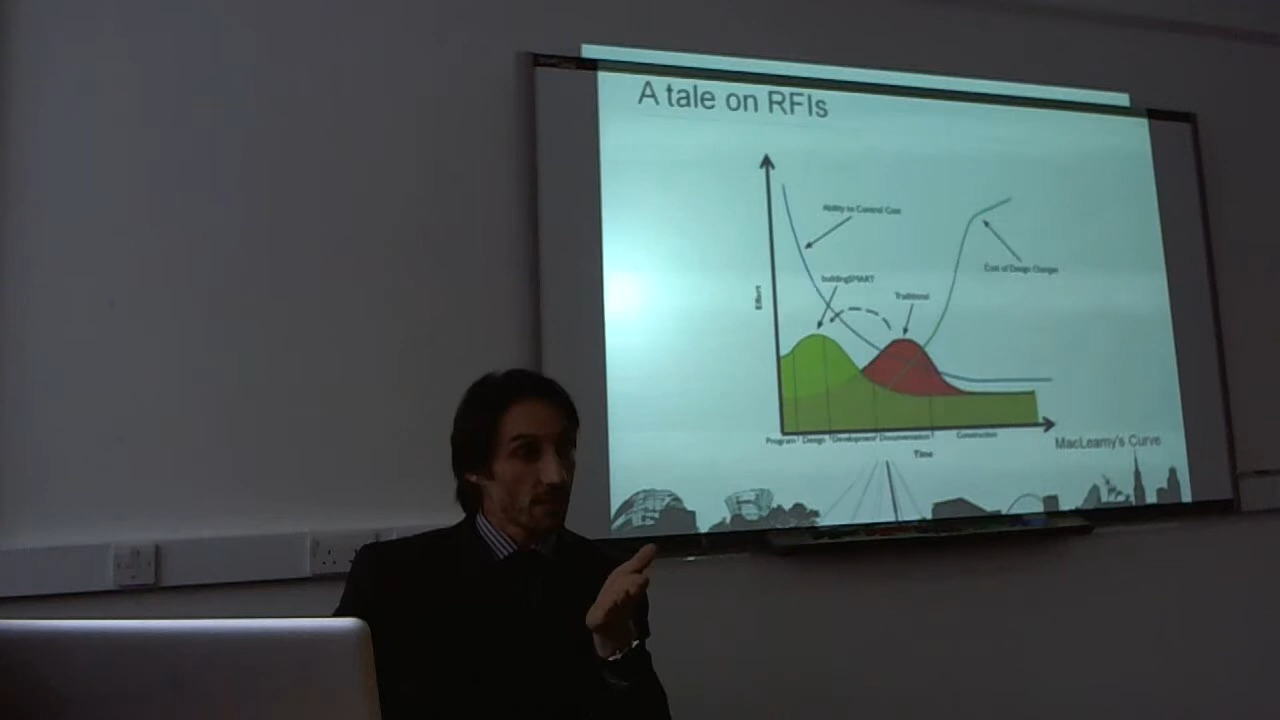 A tale on RFIs
Ability to Control Cost
buildingSMART
Traditional
Cost of Design Changes
Effort
Program
Design
Development
Documentation
Construction
Time
MacLeamy's Curve